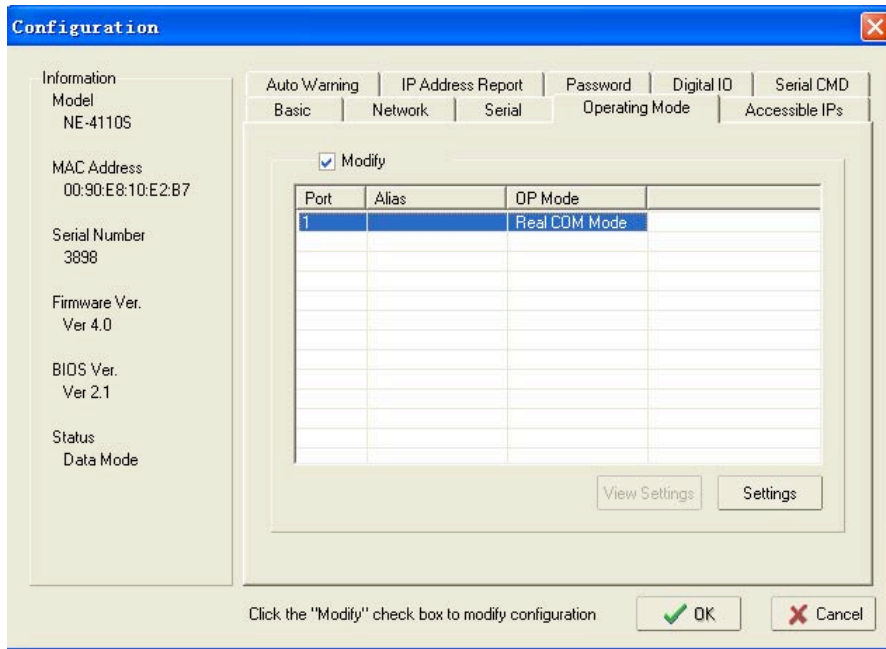 Configuration
Information
Model
NE-4110S
MAC Address
00:90:E8:10:E2:B7
Serial Number
3898
Firmware Ver.
Ver 4.0
BIOS Ver.
Ver 2.1
Status
Data Mode
Auto Warning IP Address Report Password Digital IO Serial CMD
Basic Network Serial Operating Mode Accessible IPs
Modify
Port Alias OP Mode
1 Real COM Mode
View Settings Settings
Click the "Modify" check box to modify configuration OK Cancel